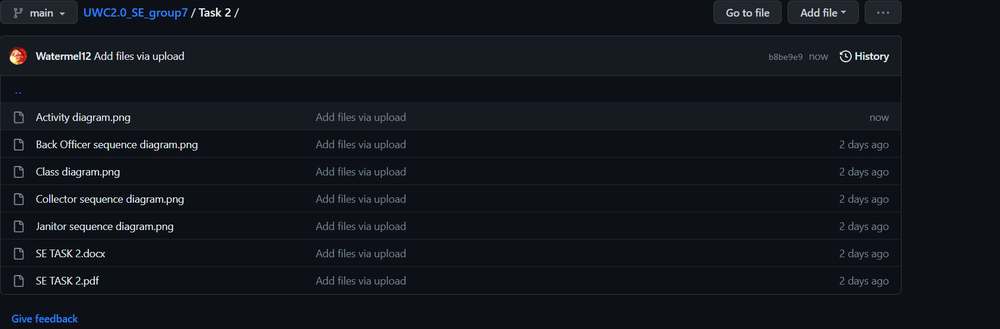 main UWC2.0_SE_group7 / Task 2 / Go to file Add file ...
Watermel12 Add files via upload b8be9e9 now History
..
Activity diagram.png Add files via upload now
Back Officer sequence diagram.png Add files via upload 2 days ago
Class diagram.png Add files via upload 2 days ago
Collector sequence diagram.png Add files via upload 2 days ago
Janitor sequence diagram.png Add files via upload 2 days ago
SE TASK 2.docx Add files via upload 2 days ago
SE TASK 2.pdf Add files via upload 2 days ago
Give feedback